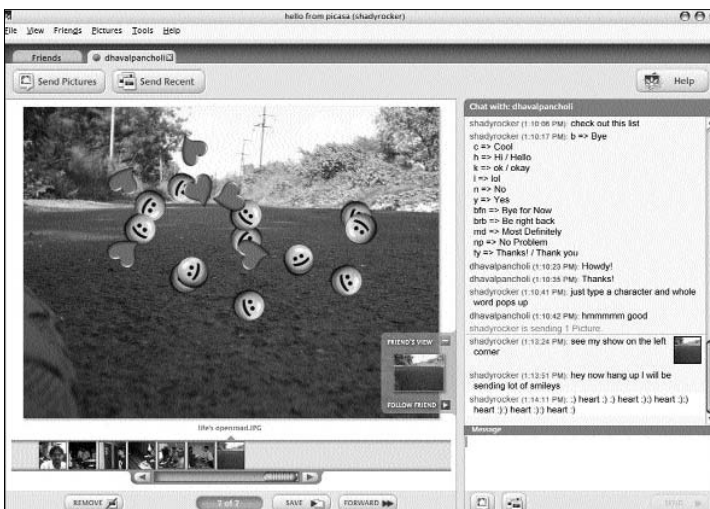 hello from picasa (shadyrocker)
File View Friends Pictures Tools Help
Friends dhavalpancholi
Send Pictures Send Recent Help
FRIEND'S VIEW
FOLLOW FRIEND
life's openroad.JPG
REMOVE 7 of 7 SAVE FORWARD
Chat with: dhavalpancholi
shadyrocker (1:10:06 PM): check out this list
shadyrocker (1:10:17 PM): b => Bye
c => Cool
h => Hi / Hello
k => ok / okay
l => lol
n => No
y => Yes
bfn => Bye for Now
brb => Be right back
md => Most Definitely
np => No Problem
ty => Thanks! / Thank you
dhavalpancholi (1:10:23 PM): Howdy!
dhavalpancholi (1:10:35 PM): Thanks!
shadyrocker (1:10:41 PM): just type a character and whole
word pops up
dhavalpancholi (1:10:42 PM): hmmmmm good
shadyrocker is sending 1 Picture.
shadyrocker (1:13:24 PM): see my show on the left
corner
shadyrocker (1:13:51 PM): hey now hang up I will be
sending lot of smileys
shadyrocker (1:14:11 PM): :) heart :) :) heart :):) heart :):)
heart :):) heart :):) heart :)
Message
SEND